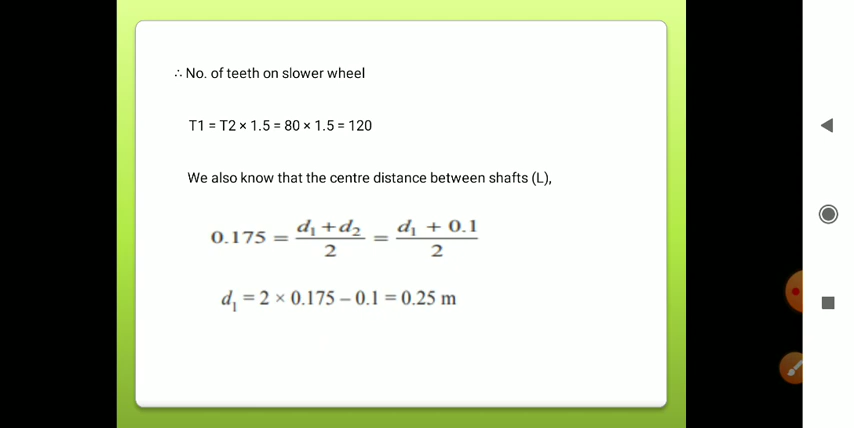 ∴ No. of teeth on slower wheel
T1 = T2 × 1.5 = 80 × 1.5 = 120
We also know that the centre distance between shafts (L),
0.175 = (d₁ + d₂)/2 = (d₁ + 0.1)/2
d₁ = 2 × 0.175 – 0.1 = 0.25 m